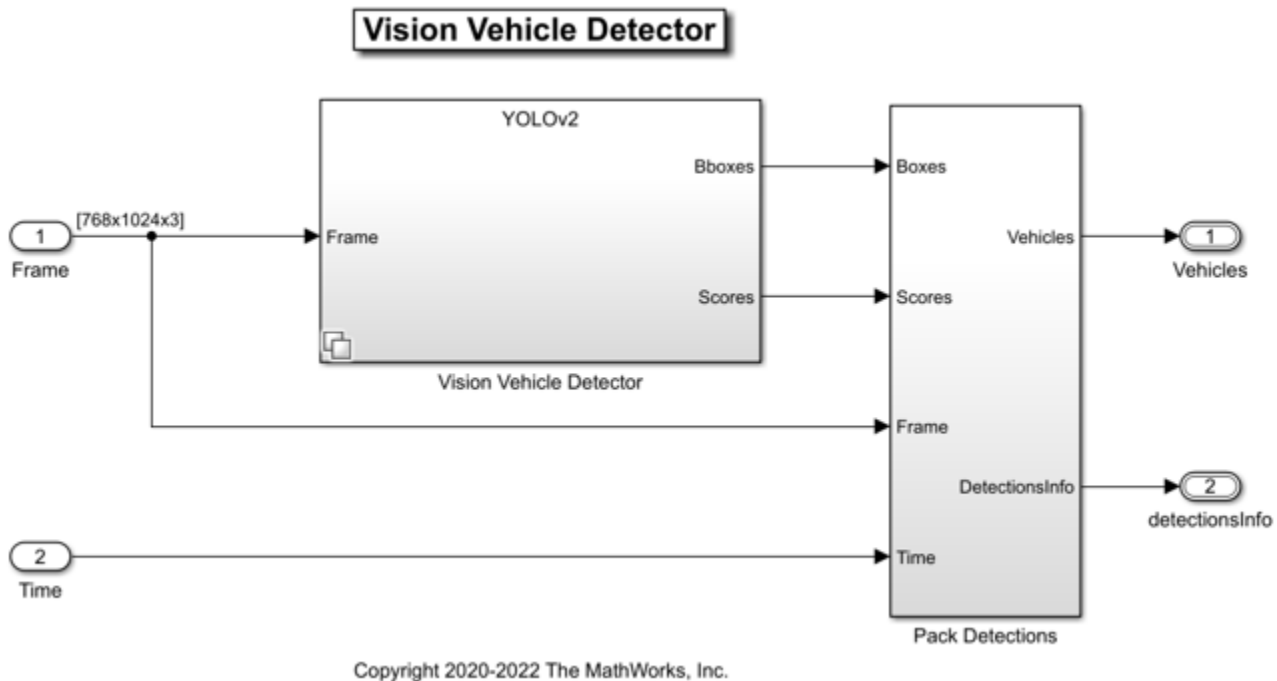 Vision Vehicle Detector
YOLOv2
Bboxes
Boxes
[768x1024x3]
1
Frame
Vehicles
1
Frame
Vehicles
Scores
Scores
Vision Vehicle Detector
Frame
DetectionsInfo
2
detectionsInfo
2
Time
Time
Pack Detections
Copyright 2020-2022 The MathWorks, Inc.